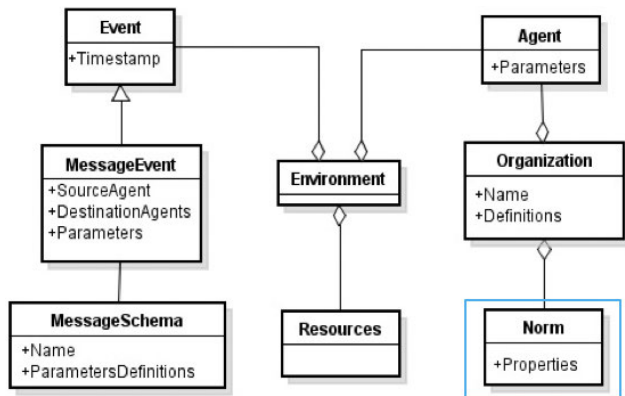 Event
+Timestamp
Agent
+Parameters
MessageEvent
+SourceAgent
+DestinationAgents
+Parameters
Environment
Organization
+Name
+Definitions
MessageSchema
+Name
+ParametersDefinitions
Resources
Norm
+Properties